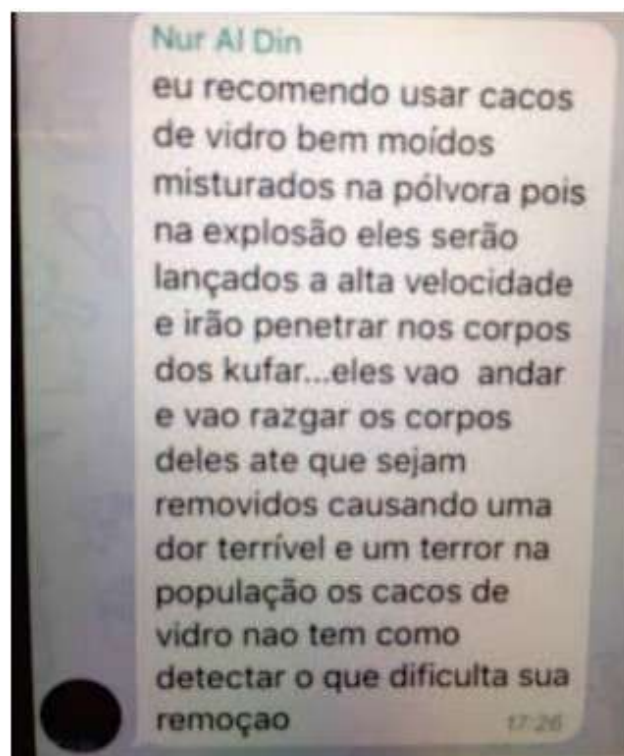 Nur Al Din
eu recomendo usar cacos
de vidro bem moídos
misturados na pólvora pois
na explosão eles serão
lançados a alta velocidade
e irão penetrar nos corpos
dos kufar...eles vao andar
e vao razgar os corpos
deles ate que sejam
removidos causando uma
dor terrível e um terror na
população os cacos de
vidro nao tem como
detectar o que dificulta sua
remoçao
17:26